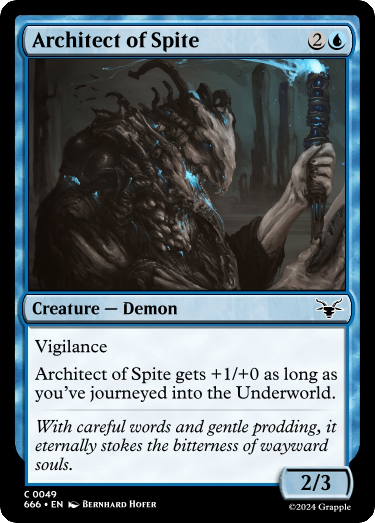 Architect of Spite 2
Creature — Demon
Vigilance
Architect of Spite gets +1/+0 as long as
you've journeyed into the Underworld.
With careful words and gentle prodding, it
eternally stokes the bitterness of wayward
souls.
2/3
C 0049
666 • EN Bernhard Hofer
©2024 Grapple